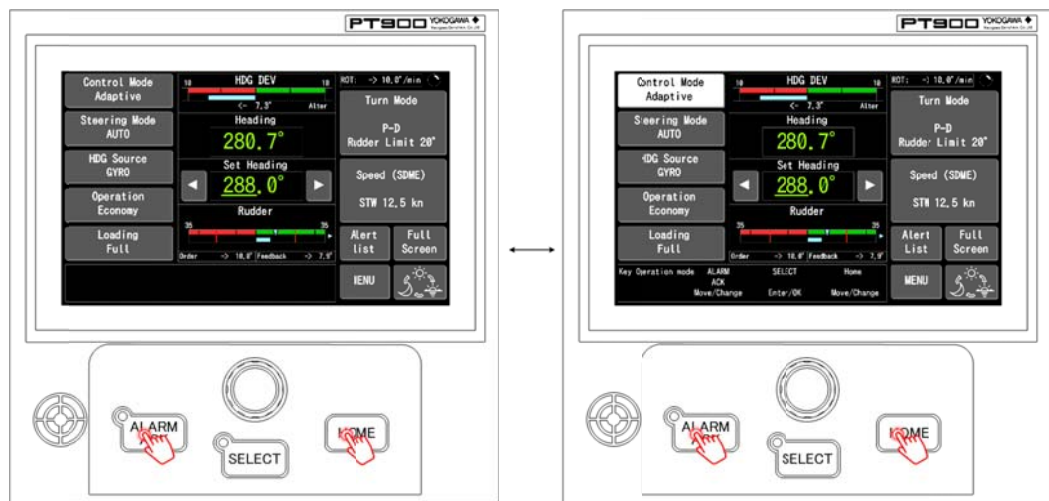 PT900 YOKOGAWA
Control Mode
Adaptive
Steering Mode
AUTO
HDG Source
GYRO
Operation
Economy
Loading
Full
10 HDG DEV 10
<- 7.3° Alter
Heading
280.7°
Set Heading
288.0°
Rudder
35 35
Order -> 10.0° Feedback -> 7.9°
ROT: -> 10.0°/min
Turn Mode
P-D
Rudder Limit 20°
Speed (SDME)
STW 12.5 kn
Alert
list
Full
Screen
MENU
ALARM
SELECT
HOME
PT900 YOKOGAWA
Control Mode
Adaptive
Steering Mode
AUTO
HDG Source
GYRO
Operation
Economy
Loading
Full
10 HDG DEV 10
<- 7.3° Alter
Heading
280.7°
Set Heading
288.0°
Rudder
35 35
Order -> 10.0° Feedback -> 7.9°
ROT: -> 10.0°/min
Turn Mode
P-D
Rudder Limit 20°
Speed (SDME)
STW 12.5 kn
Alert
List
Full
Screen
Key Operation mode ALARM SELECT Home
ACK
Move/Change Enter/OK Move/Change
MENU
ALARM
SELECT
HOME